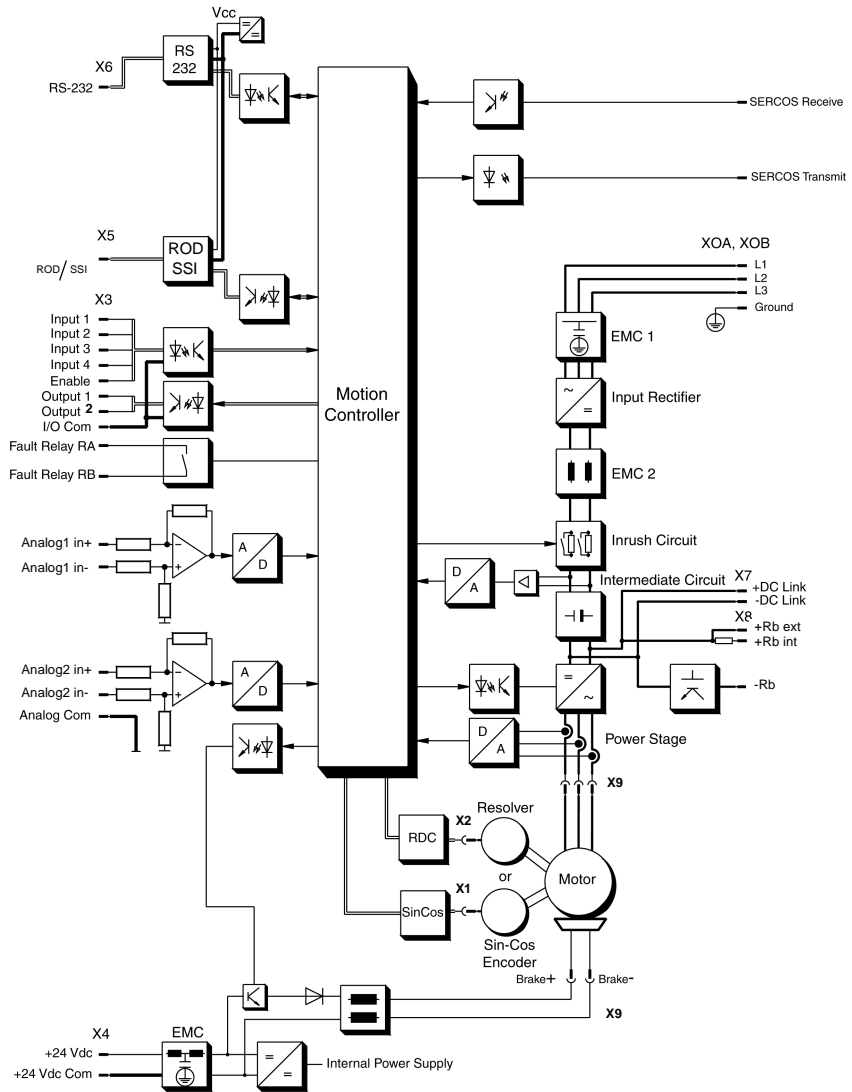 Vcc
X6
RS
232
RS-232
SERCOS Receive
SERCOS Transmit
X5
ROD
SSI
ROD/SSI
XOA, XOB
L1
L2
L3
Ground
X3
Input 1
Input 2
Input 3
Input 4
Enable
Output 1
Output 2
I/O Com
Fault Relay RA
Fault Relay RB
Motion
Controller
EMC 1
~
=
Input Rectifier
EMC 2
Analog1 in+
Analog1 in-
−
+
A
D
Inrush Circuit
D
A
Intermediate Circuit
X7
+DC Link
-DC Link
X8
+Rb ext
+Rb int
Analog2 in+
Analog2 in-
Analog Com
−
+
A
D
=
~
-Rb
D
A
Power Stage
X9
RDC
X2
Resolver
or
Motor
SinCos
X1
Sin-Cos
Encoder
Brake+
Brake-
X9
X4
EMC
+24 Vdc
+24 Vdc Com
=
=
Internal Power Supply